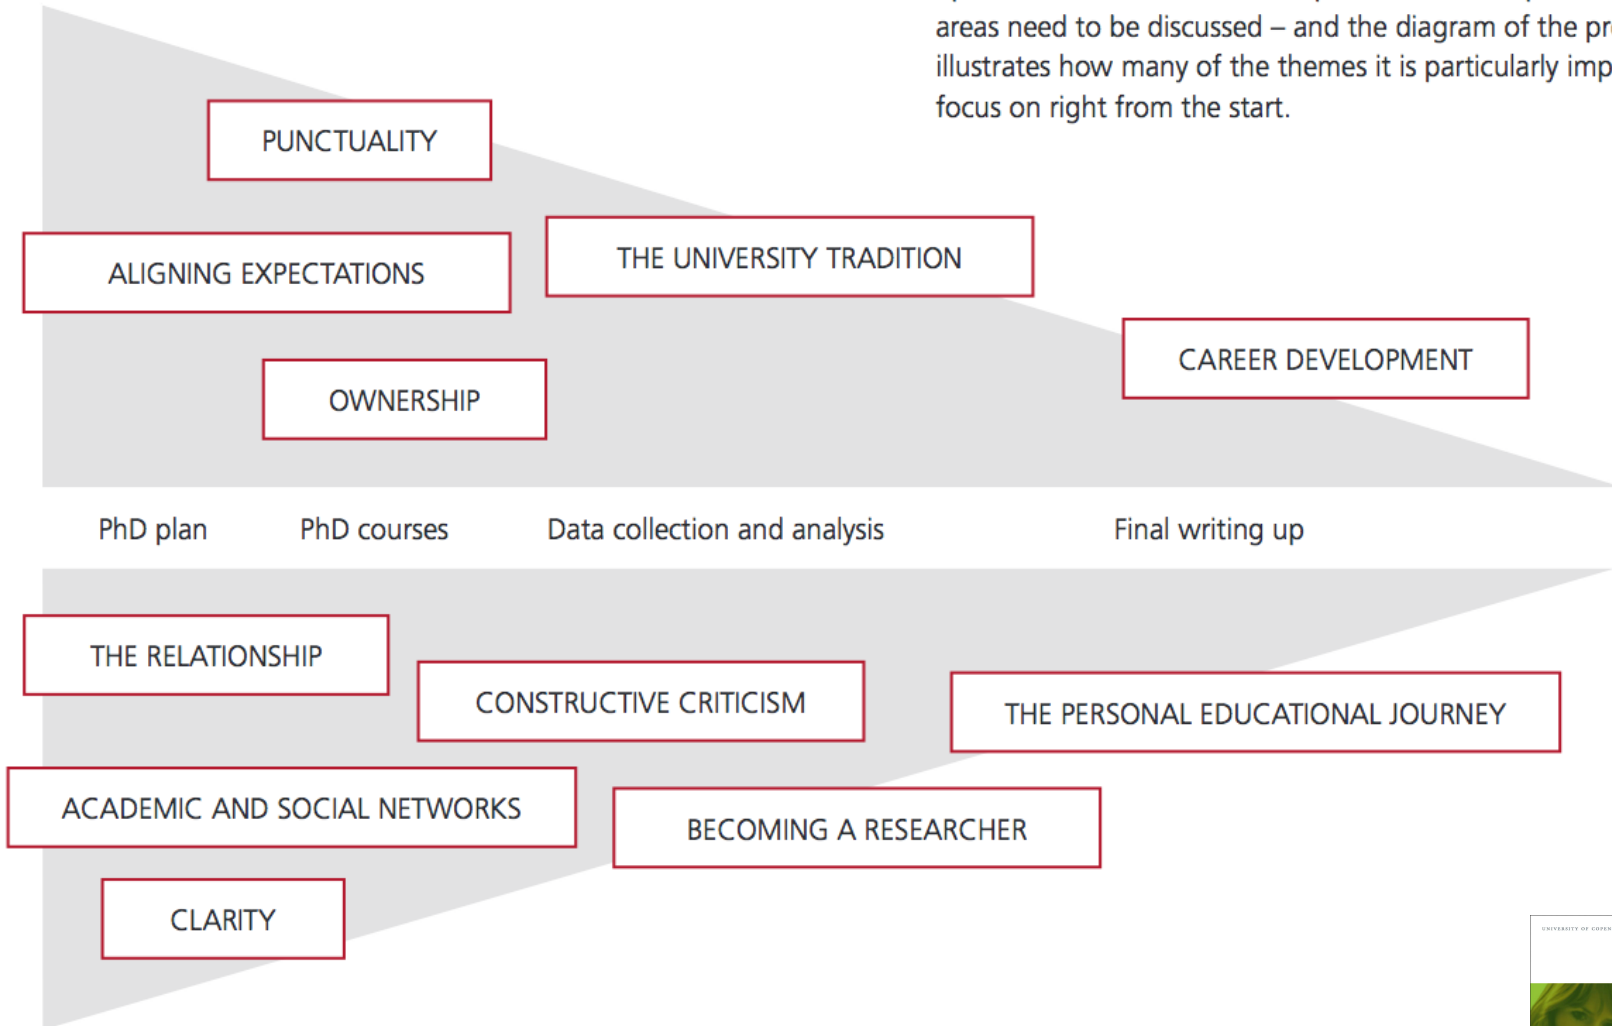 areas need to be discussed – and the diagram of the
illustrates how many of the themes it is particularly
focus on right from the start.
PUNCTUALITY
THE UNIVERSITY TRADITION
ALIGNING EXPECTATIONS
CAREER DEVELOPMENT
OWNERSHIP
PhD plan PhD courses Data collection and analysis Final writing up
THE RELATIONSHIP
CONSTRUCTIVE CRITICISM
THE PERSONAL EDUCATIONAL JOURNEY
ACADEMIC AND SOCIAL NETWORKS
BECOMING A RESEARCHER
CLARITY
UNIVERSITY OF